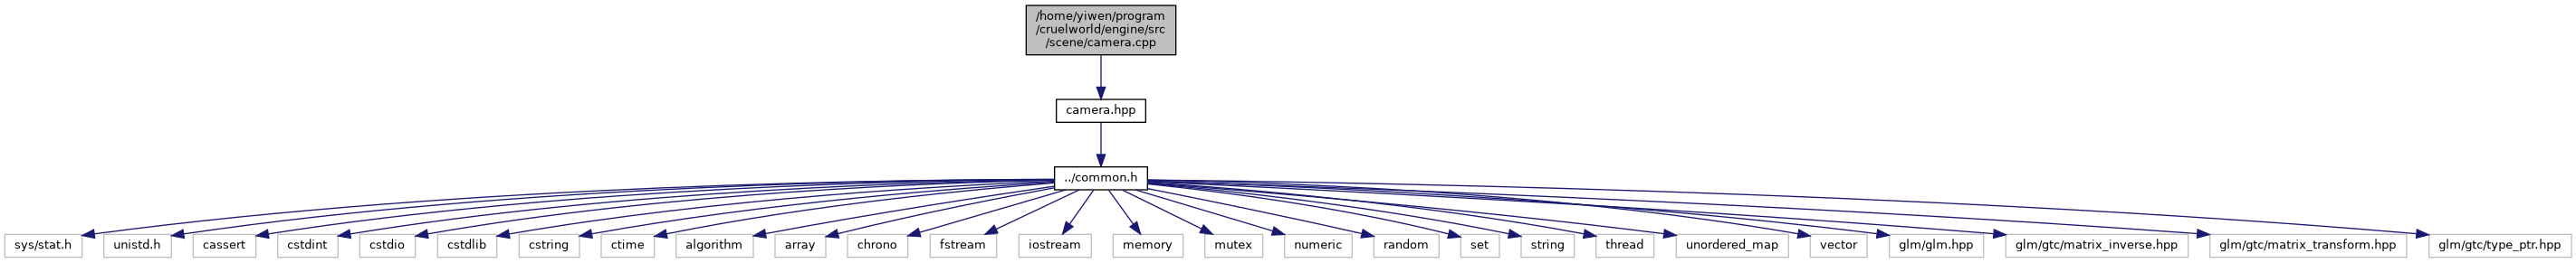 /home/yiwen/program
/cruelworld/engine/src
/scene/camera.cpp
camera.hpp
../common.h
sys/stat.h
unistd.h
cassert
cstdint
cstdio
cstdlib
cstring
ctime
algorithm
array
chrono
fstream
iostream
memory
mutex
numeric
random
set
string
thread
unordered_map
vector
glm/glm.hpp
glm/gtc/matrix_inverse.hpp
glm/gtc/matrix_transform.hpp
glm/gtc/type_ptr.hpp